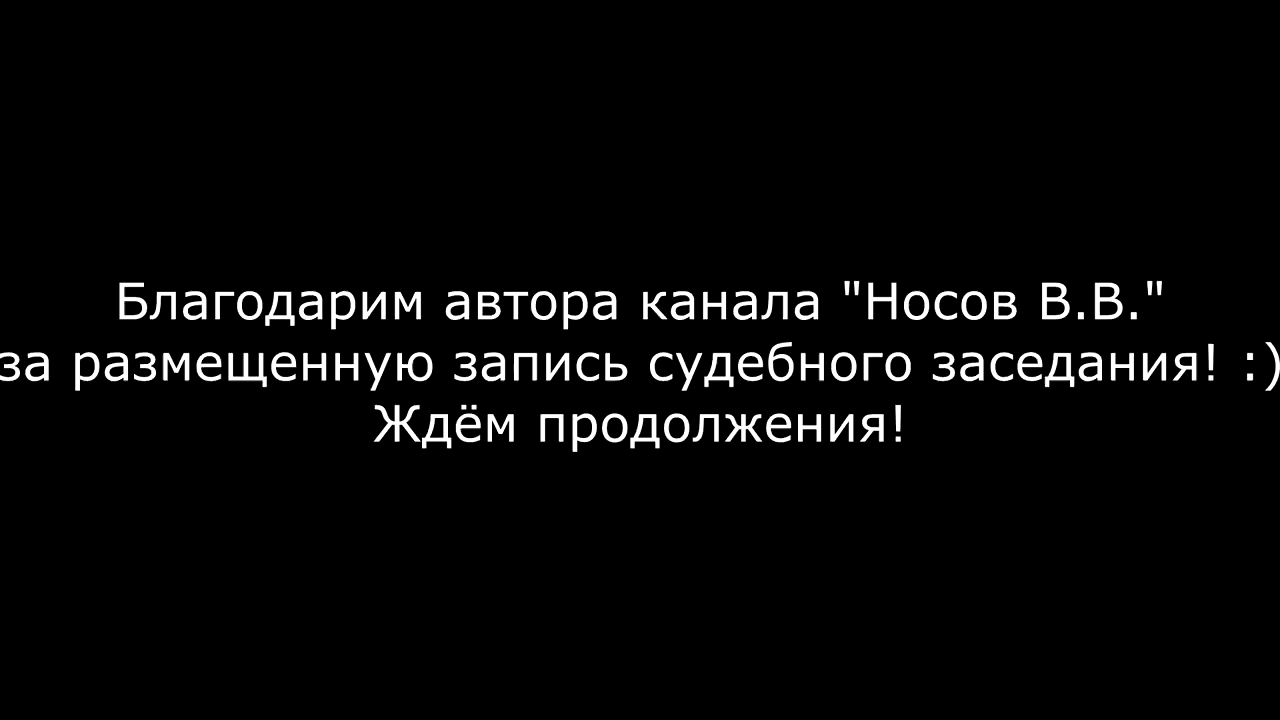 Благодарим автора канала "Носов В.В."
за размещенную запись судебного заседания! :)
Ждём продолжения!